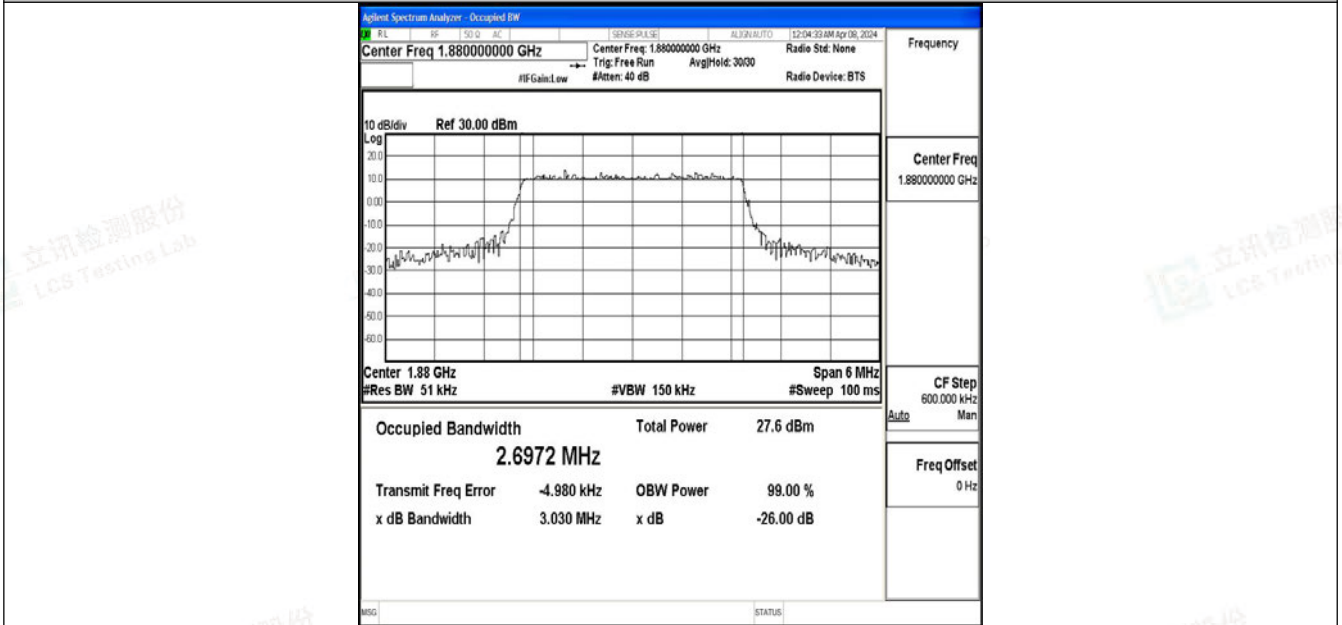 Agilent Spectrum Analyzer - Occupied BW
RL RF 50 Ω AC SENSE:PULSE ALIGN AUTO 12:04:33 AM Apr 08, 2024
Center Freq 1.880000000 GHz
Center Freq: 1.880000000 GHz
Radio Std: None
Trig: Free Run Avg|Hold: 30/30
#IFGain:Low #Atten: 40 dB Radio Device: BTS
Frequency
10 dB/div Ref 30.00 dBm
Log
20.0
10.0
0.00
-10.0
-20.0
-30.0
-40.0
-50.0
-60.0
Center 1.88 GHz Span 6 MHz
#Res BW 51 kHz #VBW 150 kHz #Sweep 100 ms
Center Freq
1.880000000 GHz
CF Step
600.000 kHz
Auto Man
Freq Offset
0 Hz
Occupied Bandwidth Total Power 27.6 dBm
2.6972 MHz
Transmit Freq Error -4.980 kHz OBW Power 99.00 %
x dB Bandwidth 3.030 MHz x dB -26.00 dB
MSG STATUS
立讯检测股份
LCS Testing Lab
立讯检测股
LCS Testing